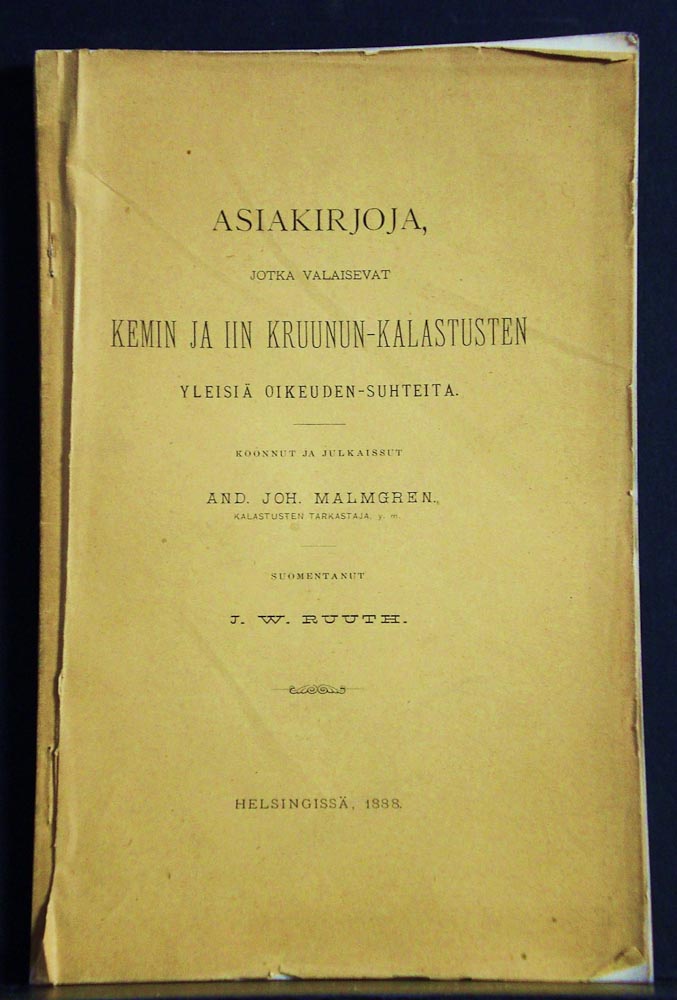 ASIAKIRJOJA,
JOTKA VALAISEVAT
KEMIN JA IIN KRUUNUN-KALASTUSTEN
YLEISIÄ OIKEUDEN-SUHTEITA.
KOONNUT JA JULKAISSUT
AND. JOH. MALMGREN.,
KALASTUSTEN TARKASTAJA, y. m.
SUOMENTANUT
J. W. RUUTH.
HELSINGISSÄ, 1888.